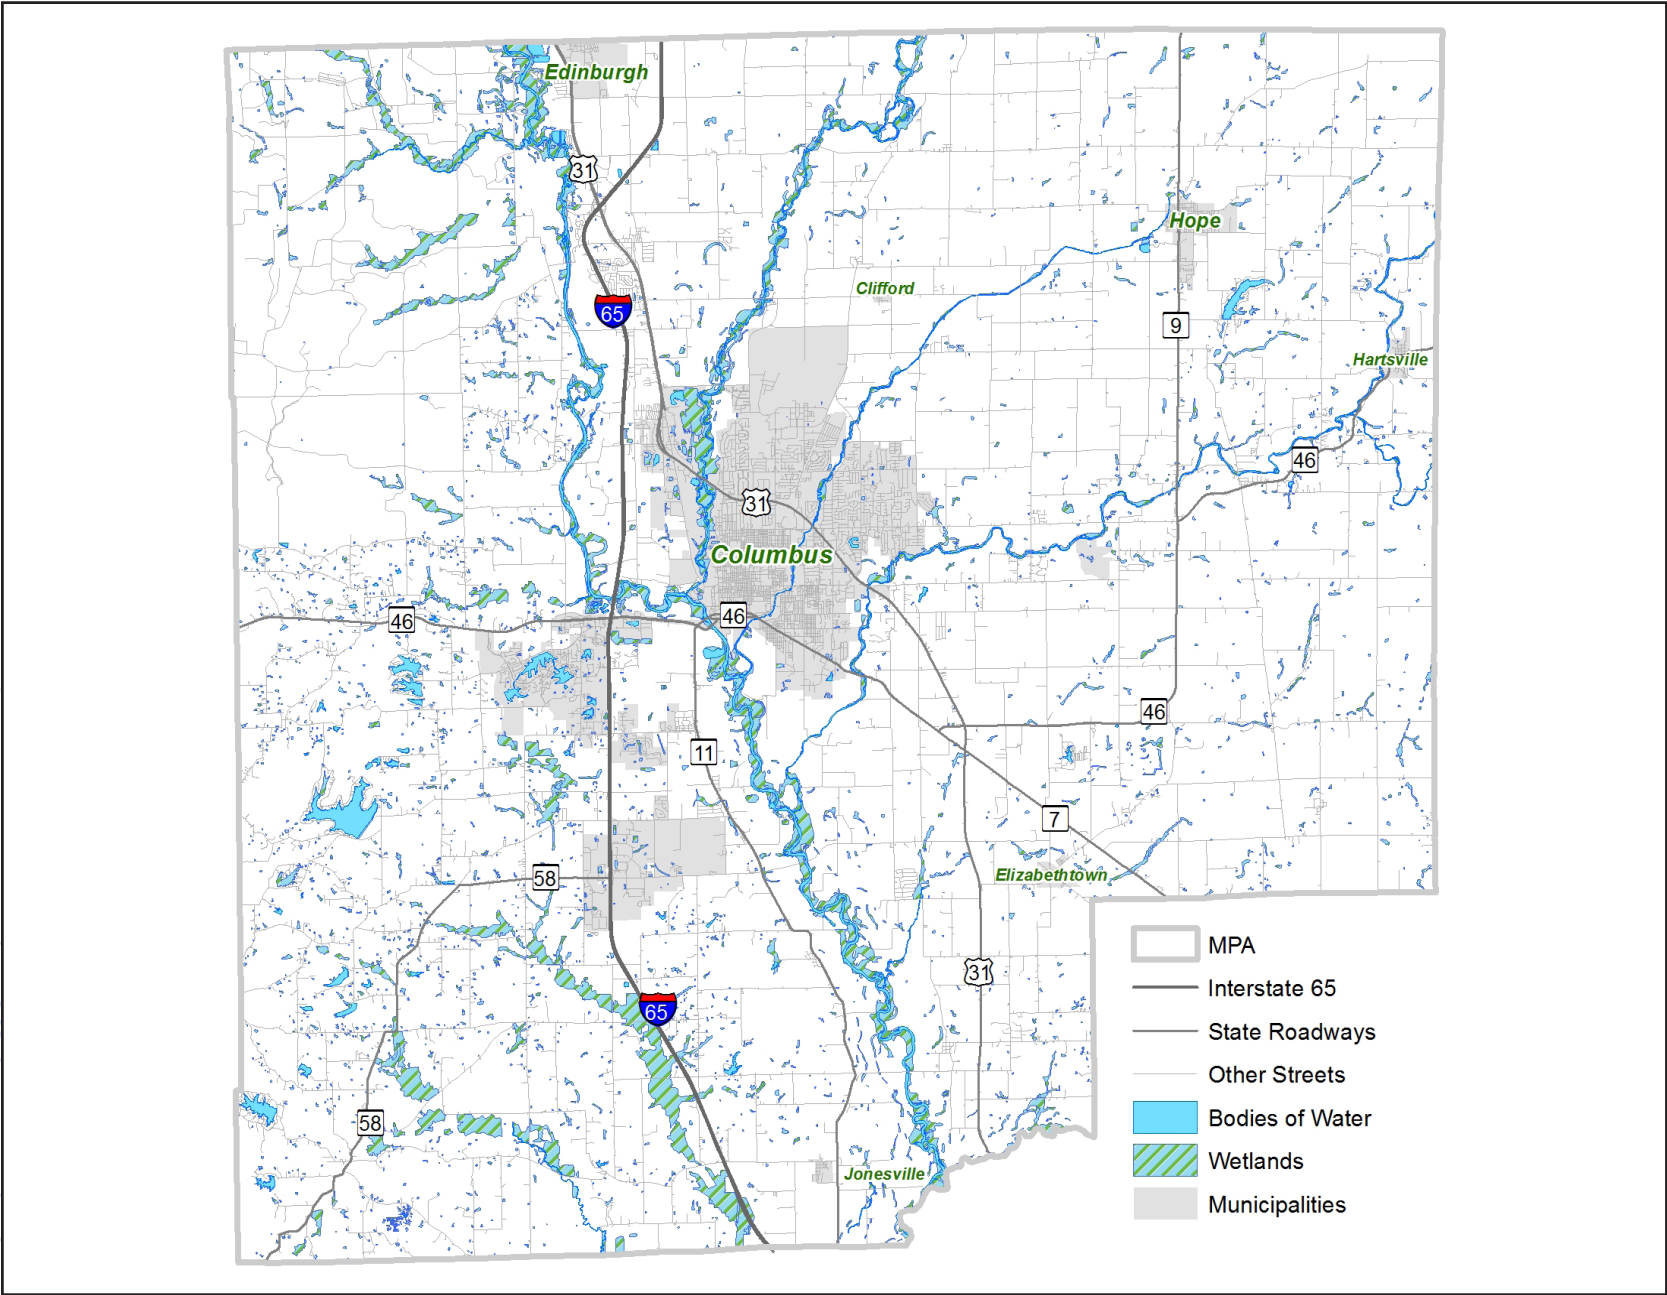 Edinburgh
31
Hope
Clifford
65
9
Hartsville
46
31
Columbus
46
46
46
11
7
Elizabethtown
58
31
65
58
Jonesville
MPA
Interstate 65
State Roadways
Other Streets
Bodies of Water
Wetlands
Municipalities